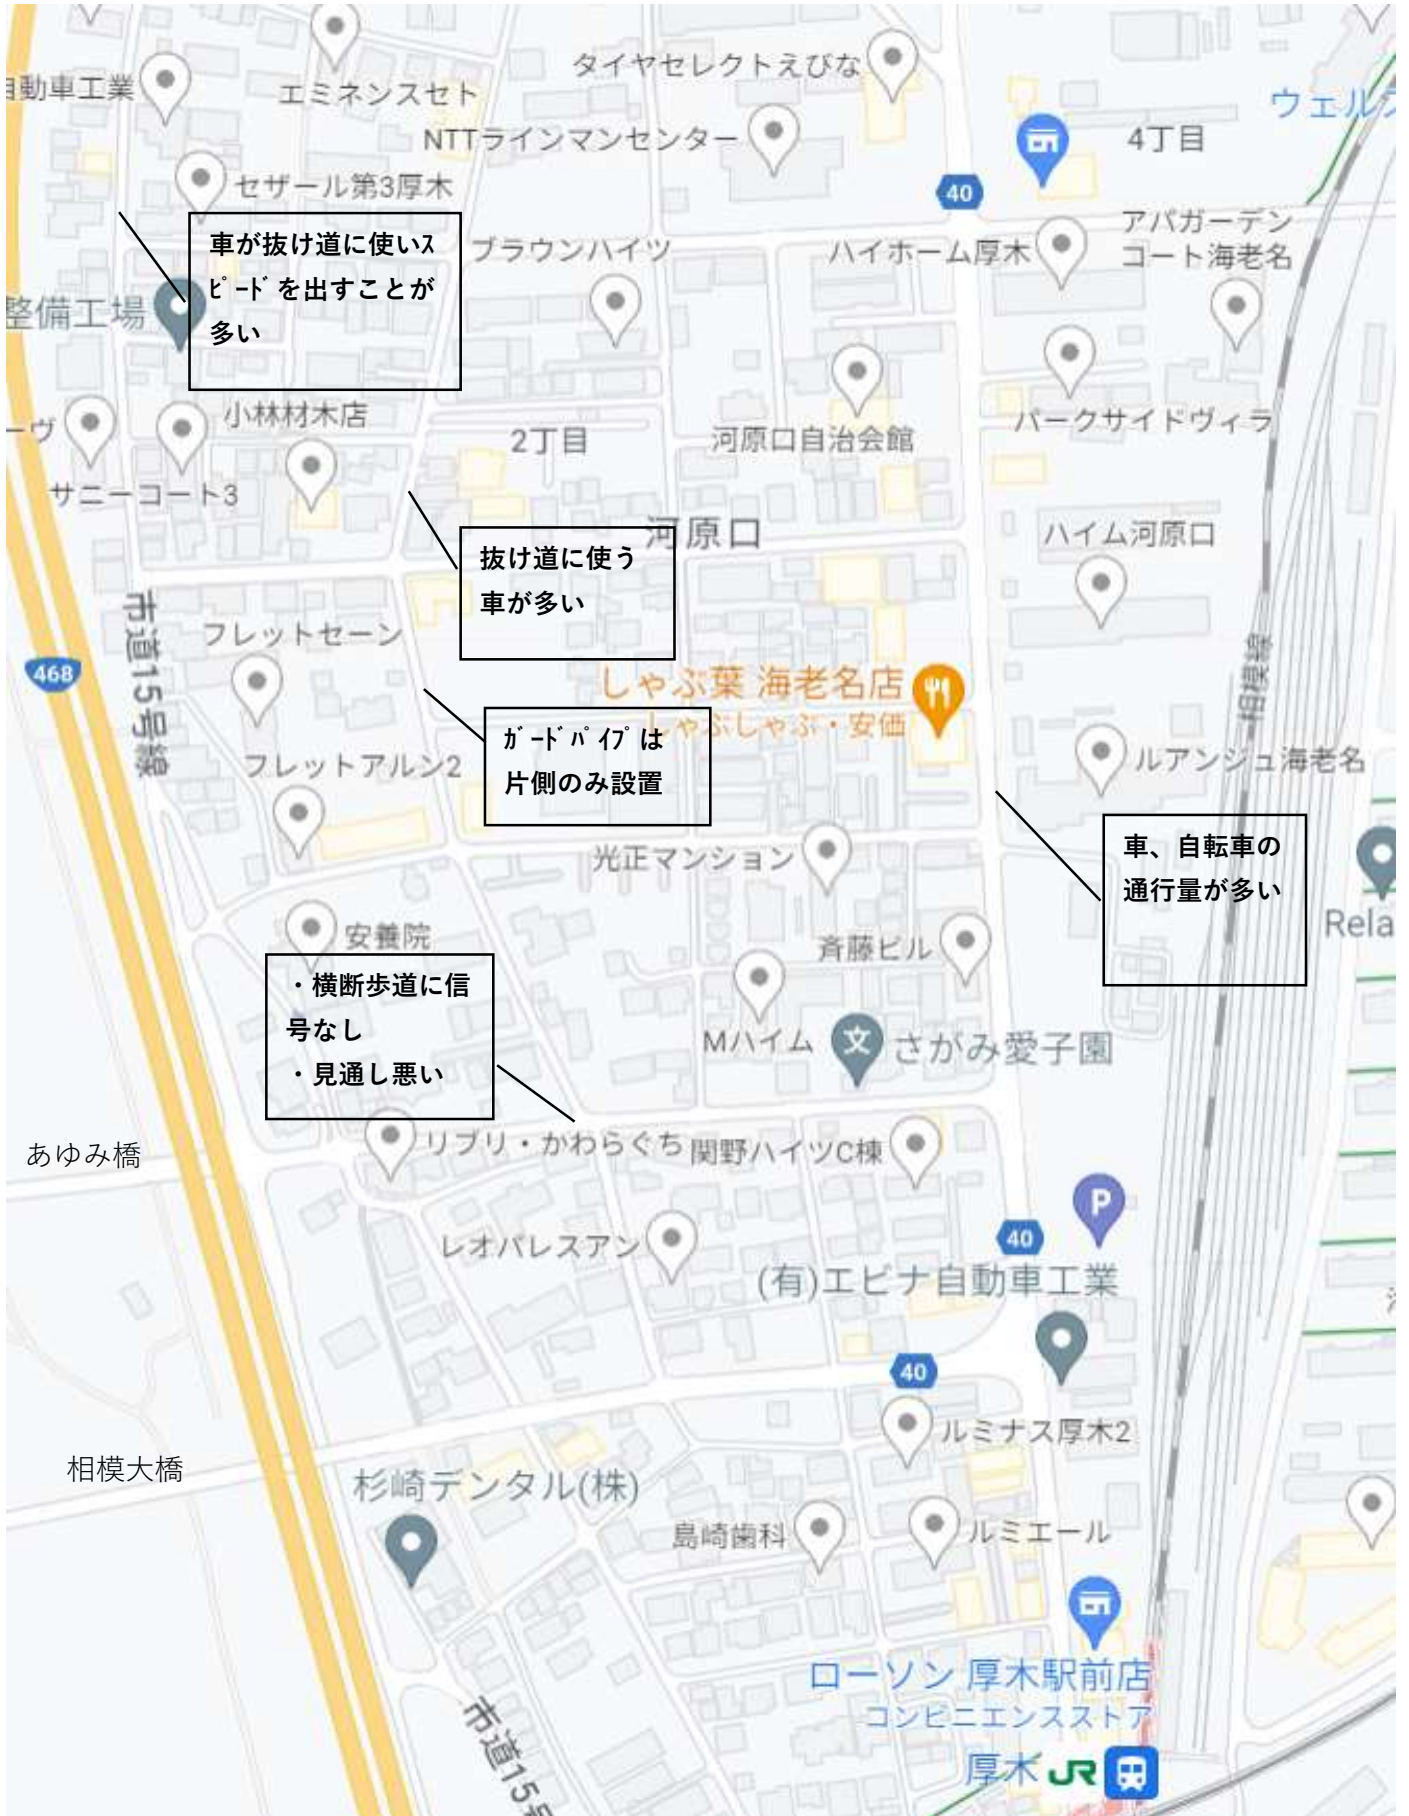 タイヤセレクトえびな
自動車工業
エミネンスセト
ウェルス
NTTラインマンセンター
4丁目
セザール第3厚木
40
アパガーデン
コート海老名
車が抜け道に使いス
ピードを出すことが
多い
ブラウンハイツ
ハイホーム厚木
整備工場
ーヴ
小林材木店
2丁目
河原口自治会館
パークサイドヴィラ
サニーコート3
河原口
ハイム河原口
抜け道に使う
車が多い
市道15号線
フレットセーン
468
相模線
しゃぶ葉 海老名店
しゃぶしゃぶ・安価
ガードパイプは
片側のみ設置
フレットアルン2
ルアンジュ海老名
車、自転車の
通行量が多い
光正マンション
Rela
安養院
斉藤ビル
・横断歩道に信
号なし
・見通し悪い
Mハイム
文
さがみ愛子園
あゆみ橋
リブリ・かわらぐち
関野ハイツC棟
P
レオパレスアン
40
(有)エビナ自動車工業
40
ルミナス厚木2
相模大橋
杉崎デンタル(株)
島崎歯科
ルミエール
ローソン 厚木駅前店
コンビニエンスストア
市道15号
厚木 JR